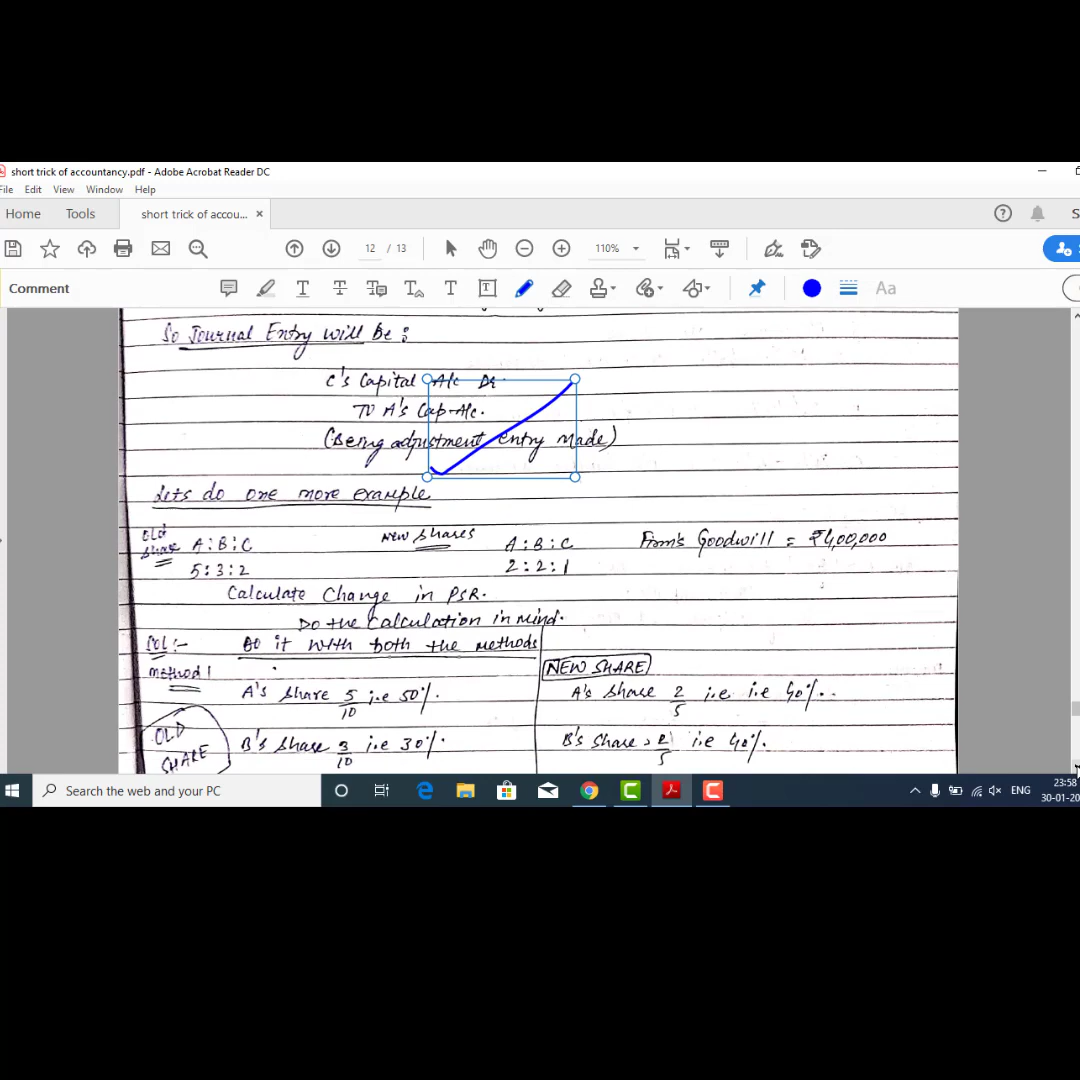 short trick of accountancy.pdf - Adobe Acrobat Reader DC
File Edit View Window Help
Home Tools short trick of accou... ×
12 / 13 110%
Comment Aa
So Journal Entry will be :
C's Capital A/c Dr
To A's Cap. A/c.
(Being adjustment entry made)
Lets do one more example
Old Share A : B : C New Shares A : B : C Firm's Goodwill = ₹4,00,000
5 : 3 : 2 2 : 2 : 1
Calculate Change in PSR.
Do the Calculation in mind.
Sol :- Do it with both the methods
Method 1 NEW SHARE
A's Share 5/10 i.e 50%. A's Share 2/5 i.e i.e 40%..
OLD SHARE B's Share 3/10 i.e 30%. B's Share, 2/5 i.e 40%.
Search the web and your PC ENG 23:58
30-01-20